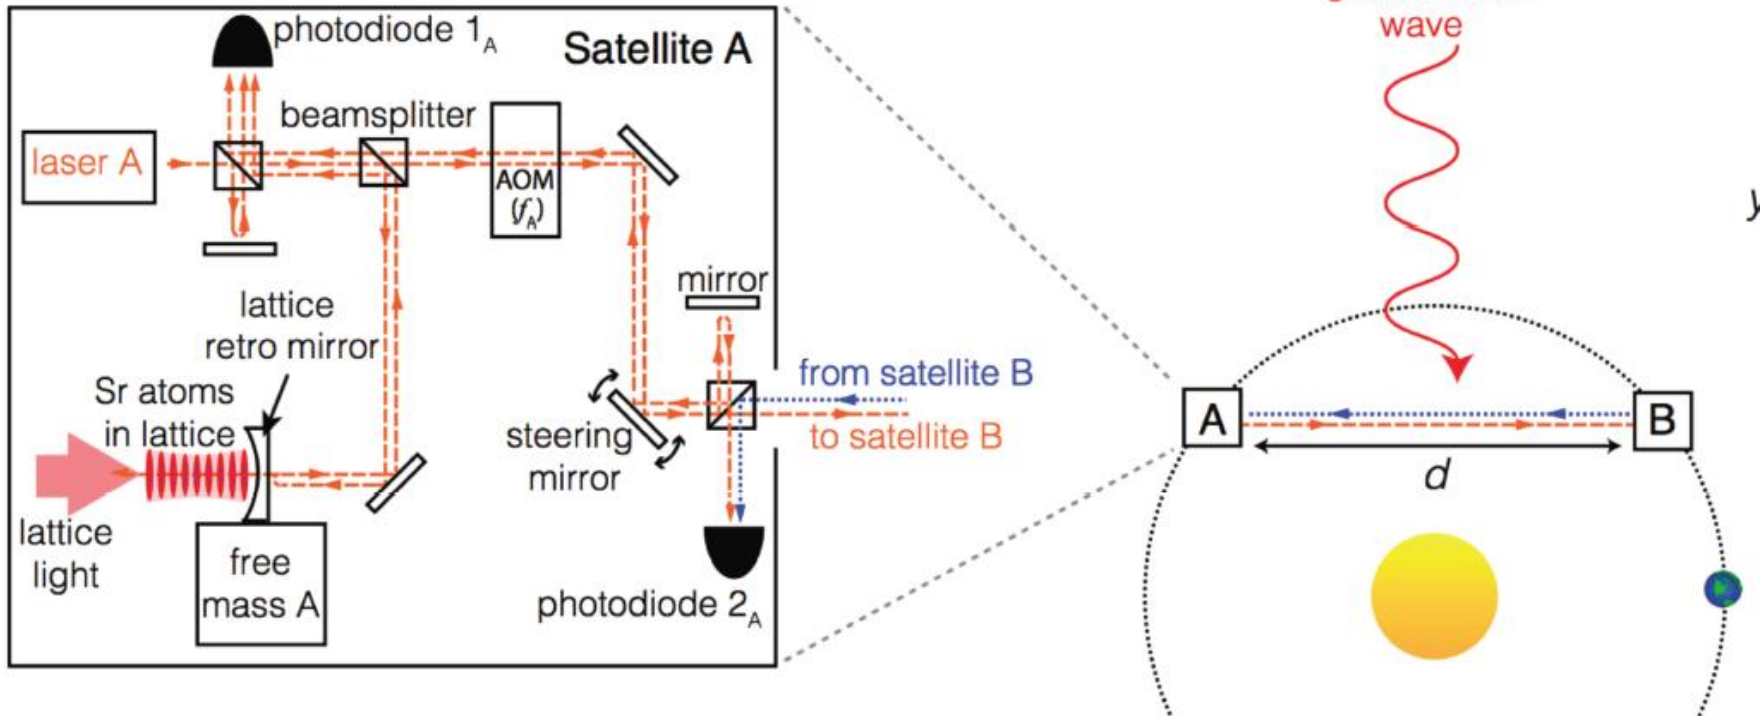 photodiode 1A
Satellite A
beamsplitter
laser A
AOM
(fA)
mirror
lattice
retro mirror
from satellite B
to satellite B
Sr atoms
in lattice
steering
mirror
lattice
light
free
mass A
photodiode 2A
wave
A
B
d
y